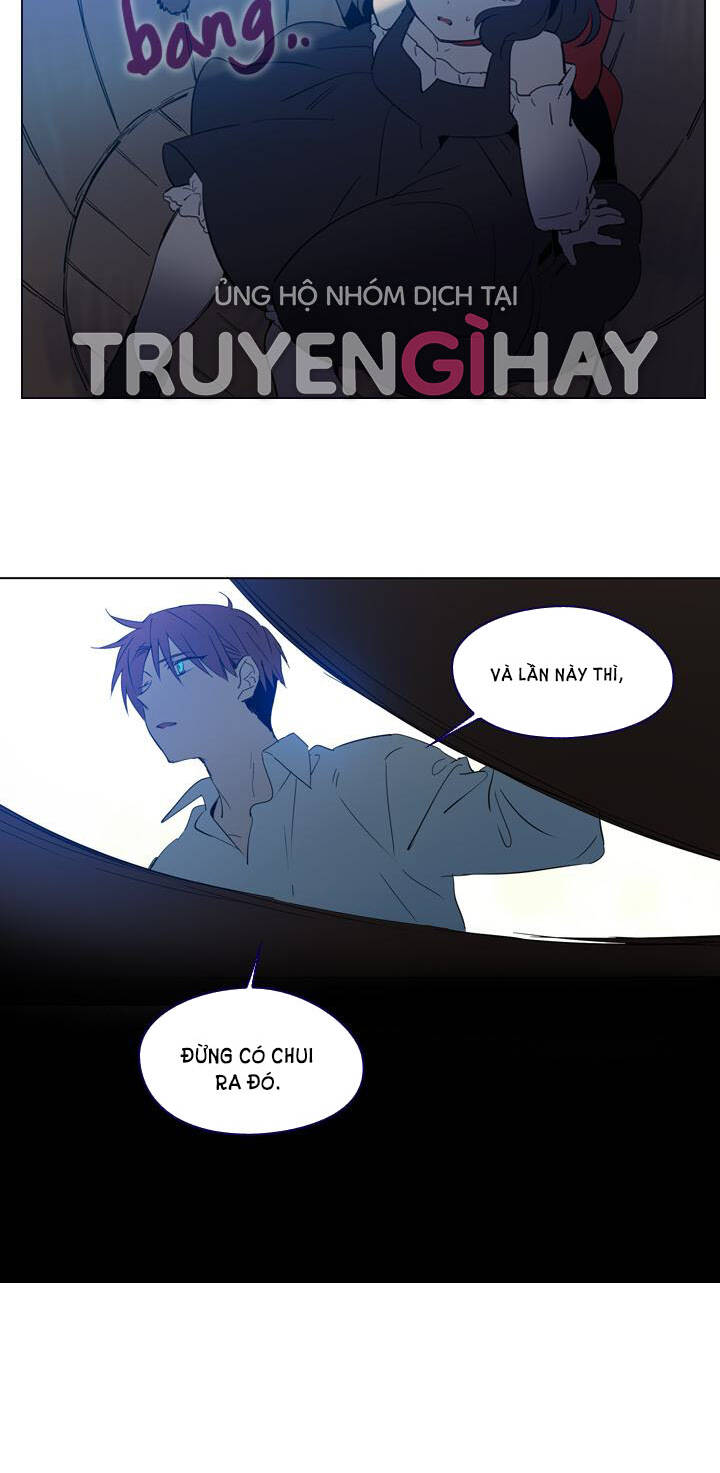 bang..
ỦNG HỘ NHÓM DỊCH TẠI
TRUYENGÌHAY
VÀ LẦN NÀY THÌ,
ĐỪNG CÓ CHUI
RA ĐÓ.